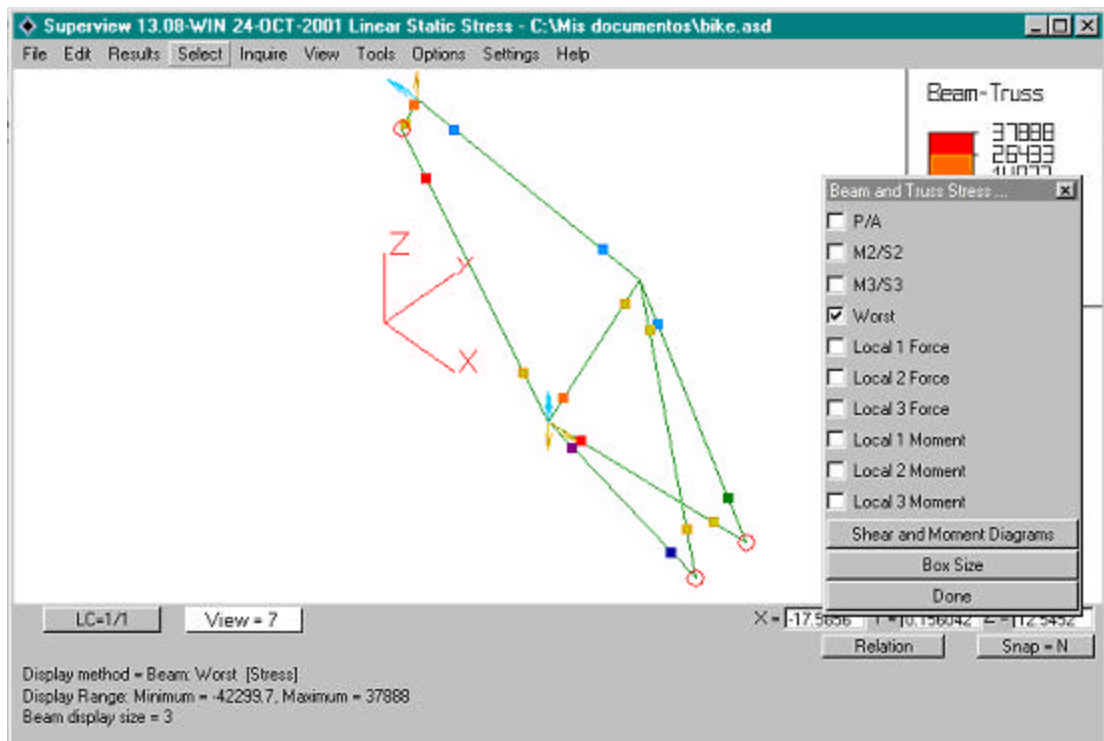 Superview 13.08-WIN 24-OCT-2001 Linear Static Stress - C:\Mis documentos\bike.asd
File Edit Results Select Inquire View Tools Options Settings Help
Beam-Truss
37888
26433
Z
Y
X
Beam and Truss Stress ...
P/A
M2/S2
M3/S3
Worst
Local 1 Force
Local 2 Force
Local 3 Force
Local 1 Moment
Local 2 Moment
Local 3 Moment
Shear and Moment Diagrams
Box Size
Done
LC=1/1 View = 7
X = -17.5656 Y = 0.156042 Z = 12.5452
Relation Snap = N
Display method = Beam: Worst [Stress]
Display Range: Minimum = -42299.7, Maximum = 37888
Beam display size = 3